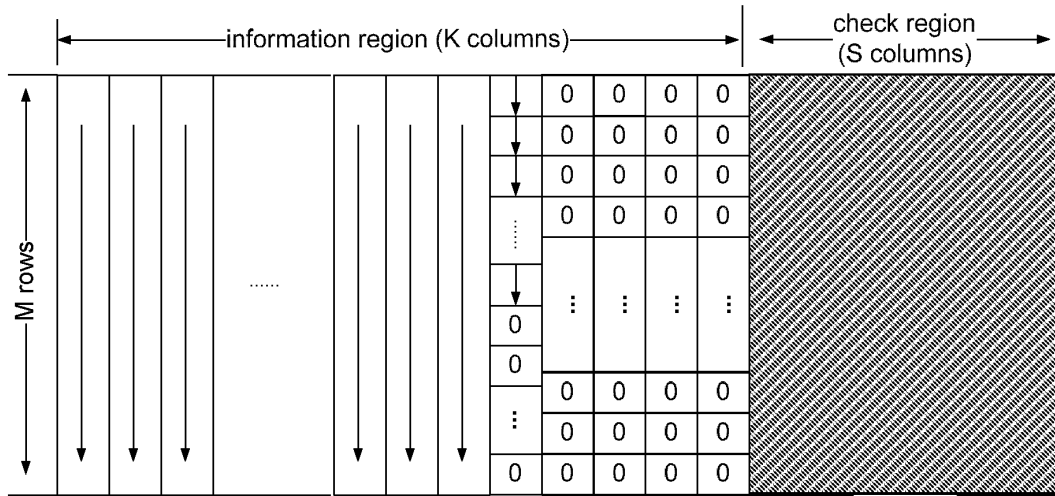 information region (K columns)
check region
(S columns)
M rows
0 0 0 0
0 0 0 0
0 0 0 0
...... 0 0 0 0
......
⋮ ⋮ ⋮ ⋮
0
0
0 0 0 0
⋮ 0 0 0 0
0 0 0 0 0